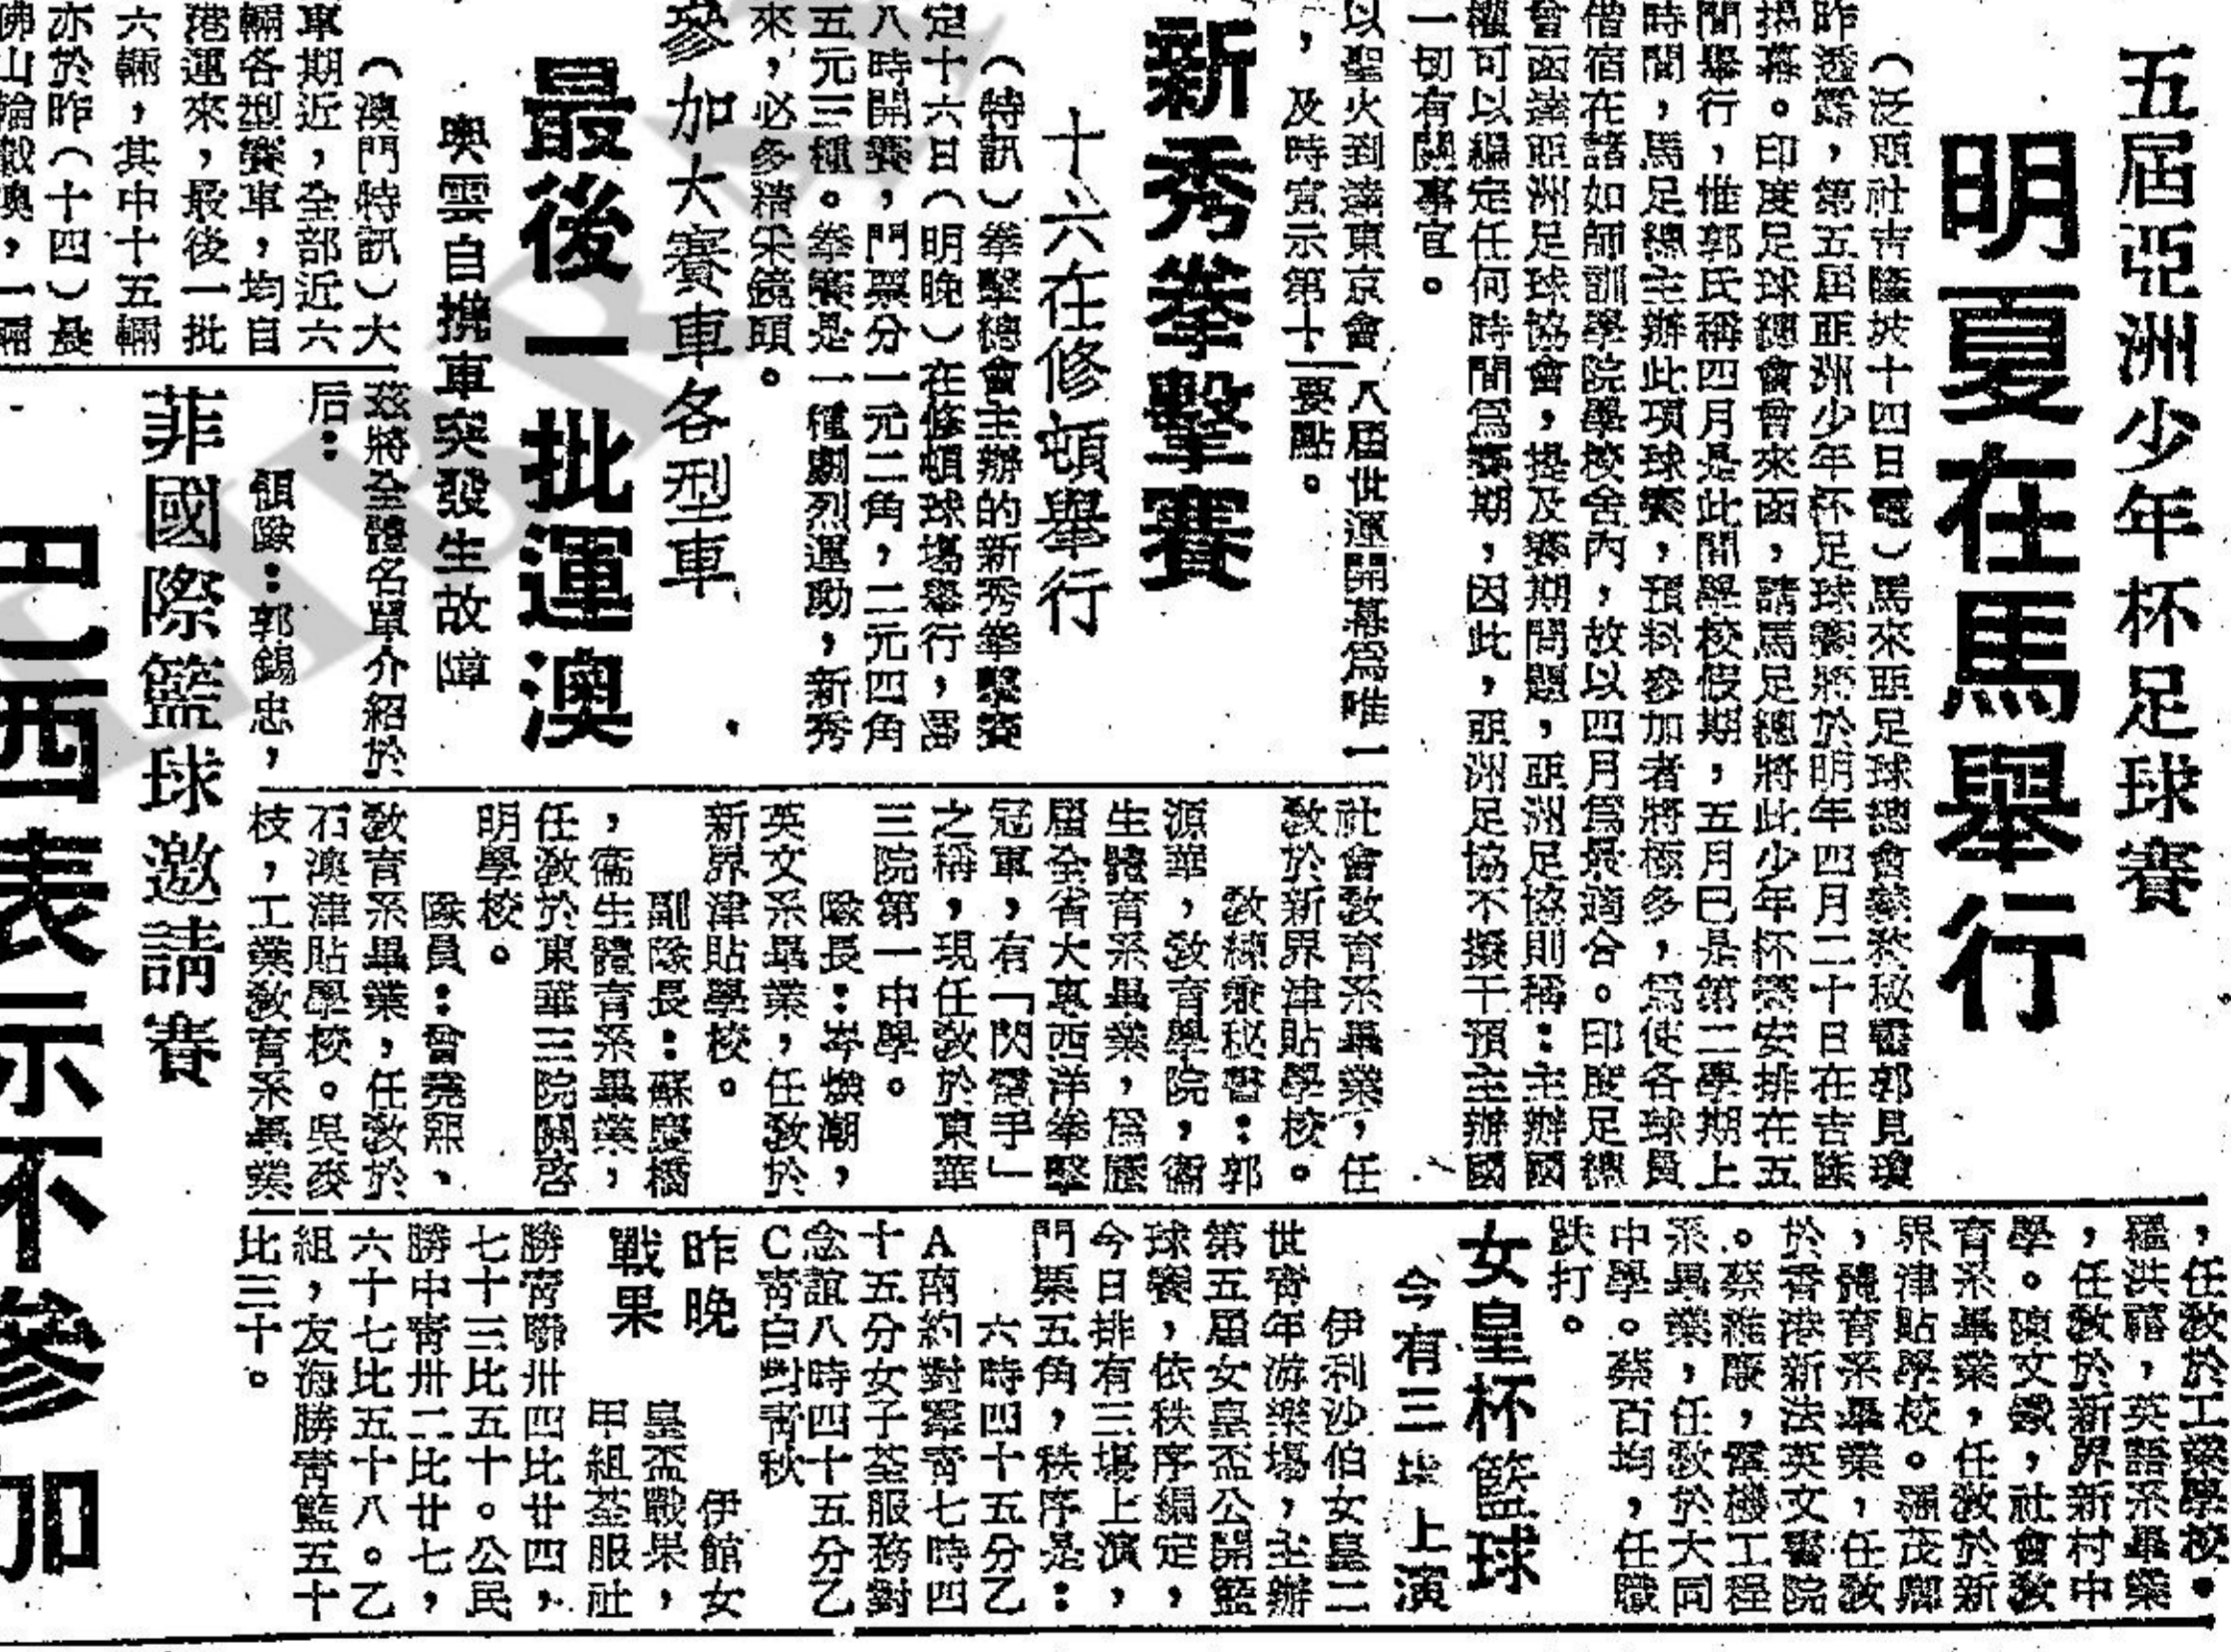 五屆亞洲少年杯足球賽
明夏在馬舉行
（泛亞社吉隆坡十四日電）馬來亞足球總會榮秘書郭見瓊
昨透露，第五屆亞洲少年杯足球賽將於明年四月二十日在吉隆
揭幕。印度足球總會曾來函，請馬足總將此少年杯賽安排在五
間舉行，惟郭氏稱四月是此間學校假期，五月已是第二學期上
時間，馬足總主辦此項球賽，預料參加者將極多，為使各球員
借宿在諸如師訓學院學校舍內，故以四月為最適合。印度足總
會函達亞洲足球協會，提及賽期問題，亞洲足協則稱：主辦國
權可以編定任何時間為賽期，因此，亞洲足協不擬干預主辦國
一切有關事宜。
以聖火到達東京會
，及時宣示第十
八屆世運開幕為唯一
要點。
新秀拳擊賽
十六在修頓舉行
（特訊）拳擊總會主辦的新秀拳擊賽
定十六日（明晚）在修頓球場舉行，
八時開賽，門票分一元二角，二元四角
五元三種。拳賽是一種劇烈運動，新秀
來，必多精采鏡頭。
參加大賽車各型車
最後一批運澳
奧雲自携車突發生故障
（澳門特訊）大
車期近，全部近六
輛各型賽車，均自
港運來，最後一批
六輛，其中十五輛
亦於昨（十四）晨
佛山輪載澳，一輛
茲將全體名單介紹於
后：
領隊：郭錫忠，
社會教育系畢業，任
教於新界津貼學校。
教練兼秘書：郭
源華，教育學院，衞
生體育系畢業，為歷
屆全省大專西洋拳擊
冠軍，有「閃電手」
之稱，現任教於東華
三院第一中學。
隊長：岑煥潮，
英文系畢業，任教於
新界津貼學校。
副隊長：蘇慶橋
，衞生體育系畢業，
任教於東華三院關啓
明學校。
隊員：曾堯熙，
教育系畢業，任教於
石澳津貼學校。吳麥
枝，工業教育系畢業
，任教於工業學校。
羅洪禧，英語系畢業
，任教於新界新村中
學。陳文毅，社會教
育系畢業，任教於新
界津貼學校。潘茂階
，體育系畢業，任教
於香港新法英文書院
。蔡維康，電機工程
系畢業，任教於大同
中學。蔡百均，任職
跌打。
女皇杯籃球
今有三場上演
伊利沙伯女皇二
世青年游樂場，主辦
第五屆女皇盃公開籃
球賽，依秩序編定，
今日排有三場上演，
門票五角，秩序是：
六時四十五分乙
A南約對羣青七時四
十五分女子荃服務對
念誼八時四十五分乙
C青白對青秋
昨晚
戰果
伊館女
皇盃戰果，
甲組荃服社
勝青聯卅四比廿四，
七十三比五十。公民
勝中青卅二比廿七，
六十七比五十八。乙
組，友海勝青籃五十
比三十。
菲國際籃球邀請賽
巴西表示不參加